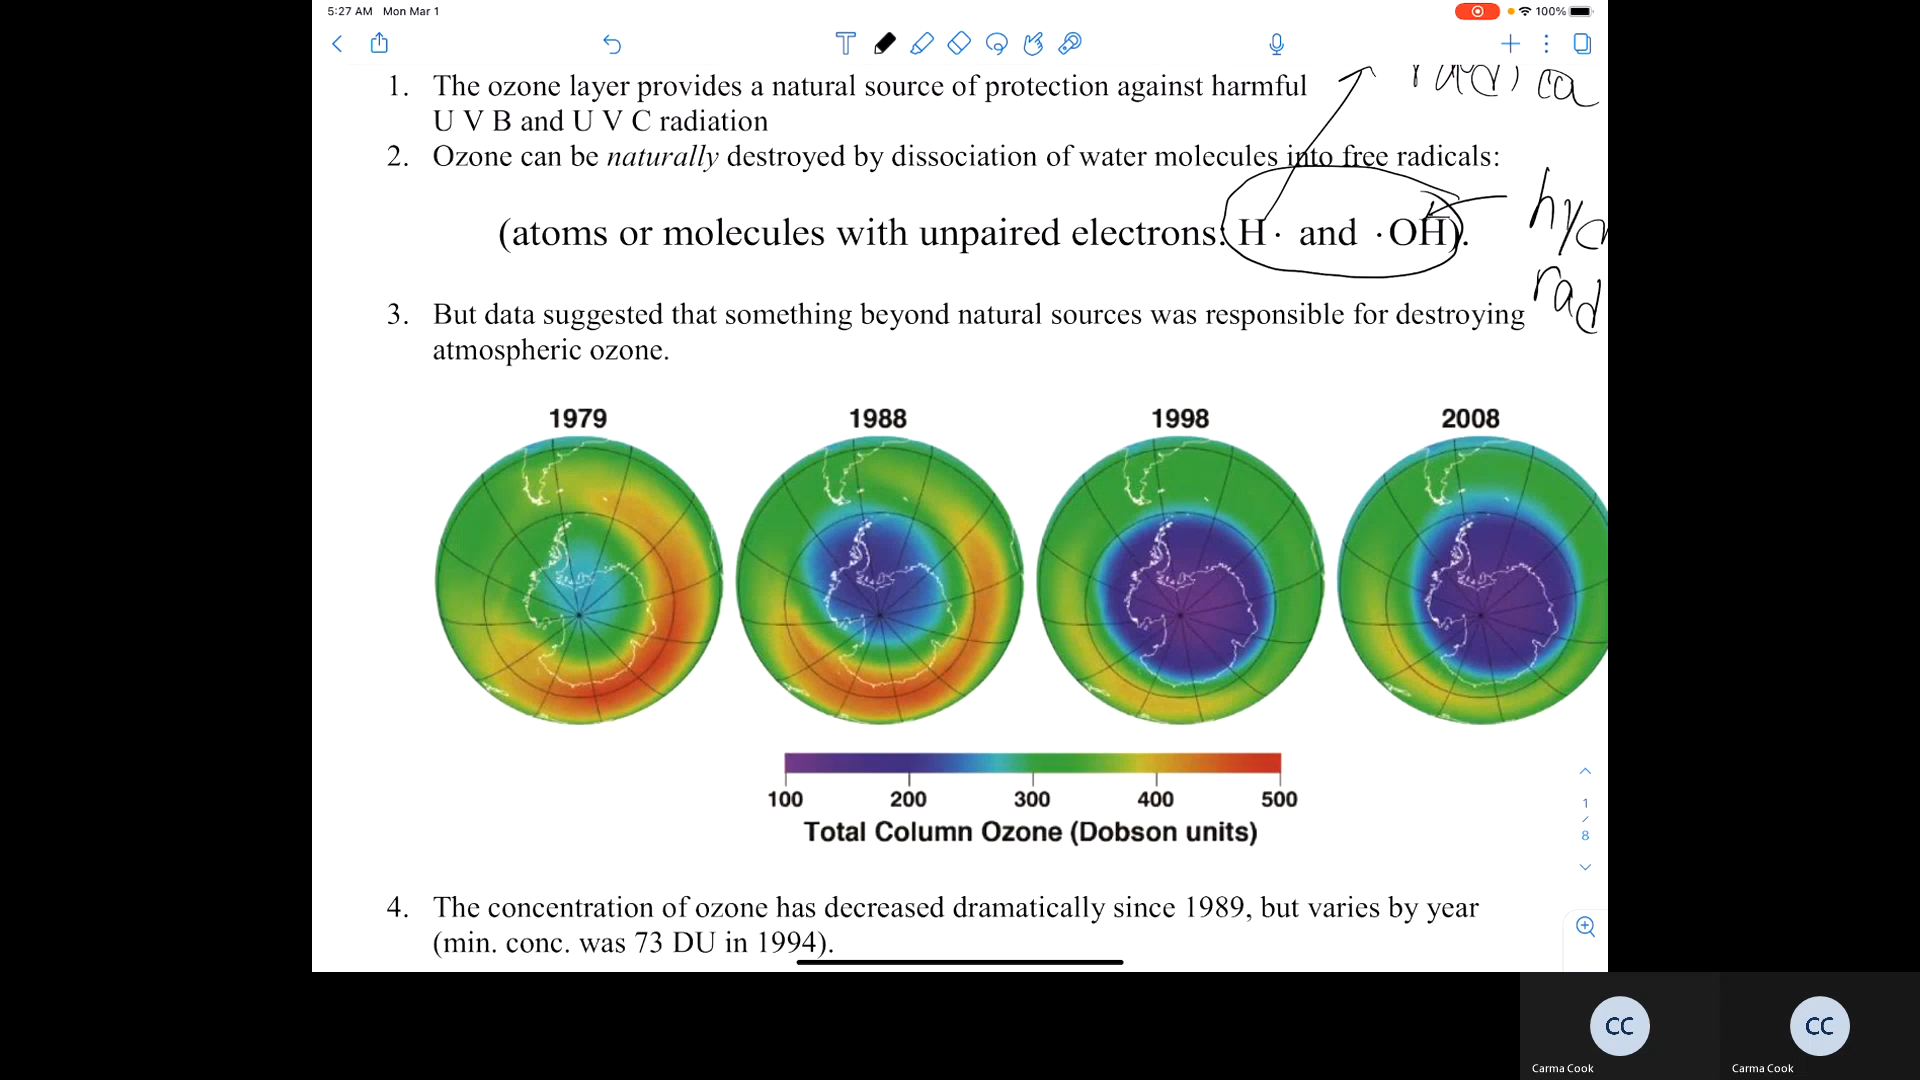 5:27 AM Mon Mar 1
100%
1. The ozone layer provides a natural source of protection against harmful
U V B and U V C radiation
2. Ozone can be naturally destroyed by dissociation of water molecules into free radicals:
(atoms or molecules with unpaired electrons: H· and ·OH).
3. But data suggested that something beyond natural sources was responsible for destroying
atmospheric ozone.
1979 1988 1998 2008
100 200 300 400 500
Total Column Ozone (Dobson units)
1
/
8
4. The concentration of ozone has decreased dramatically since 1989, but varies by year
(min. conc. was 73 DU in 1994).
CC CC
Carma Cook Carma Cook